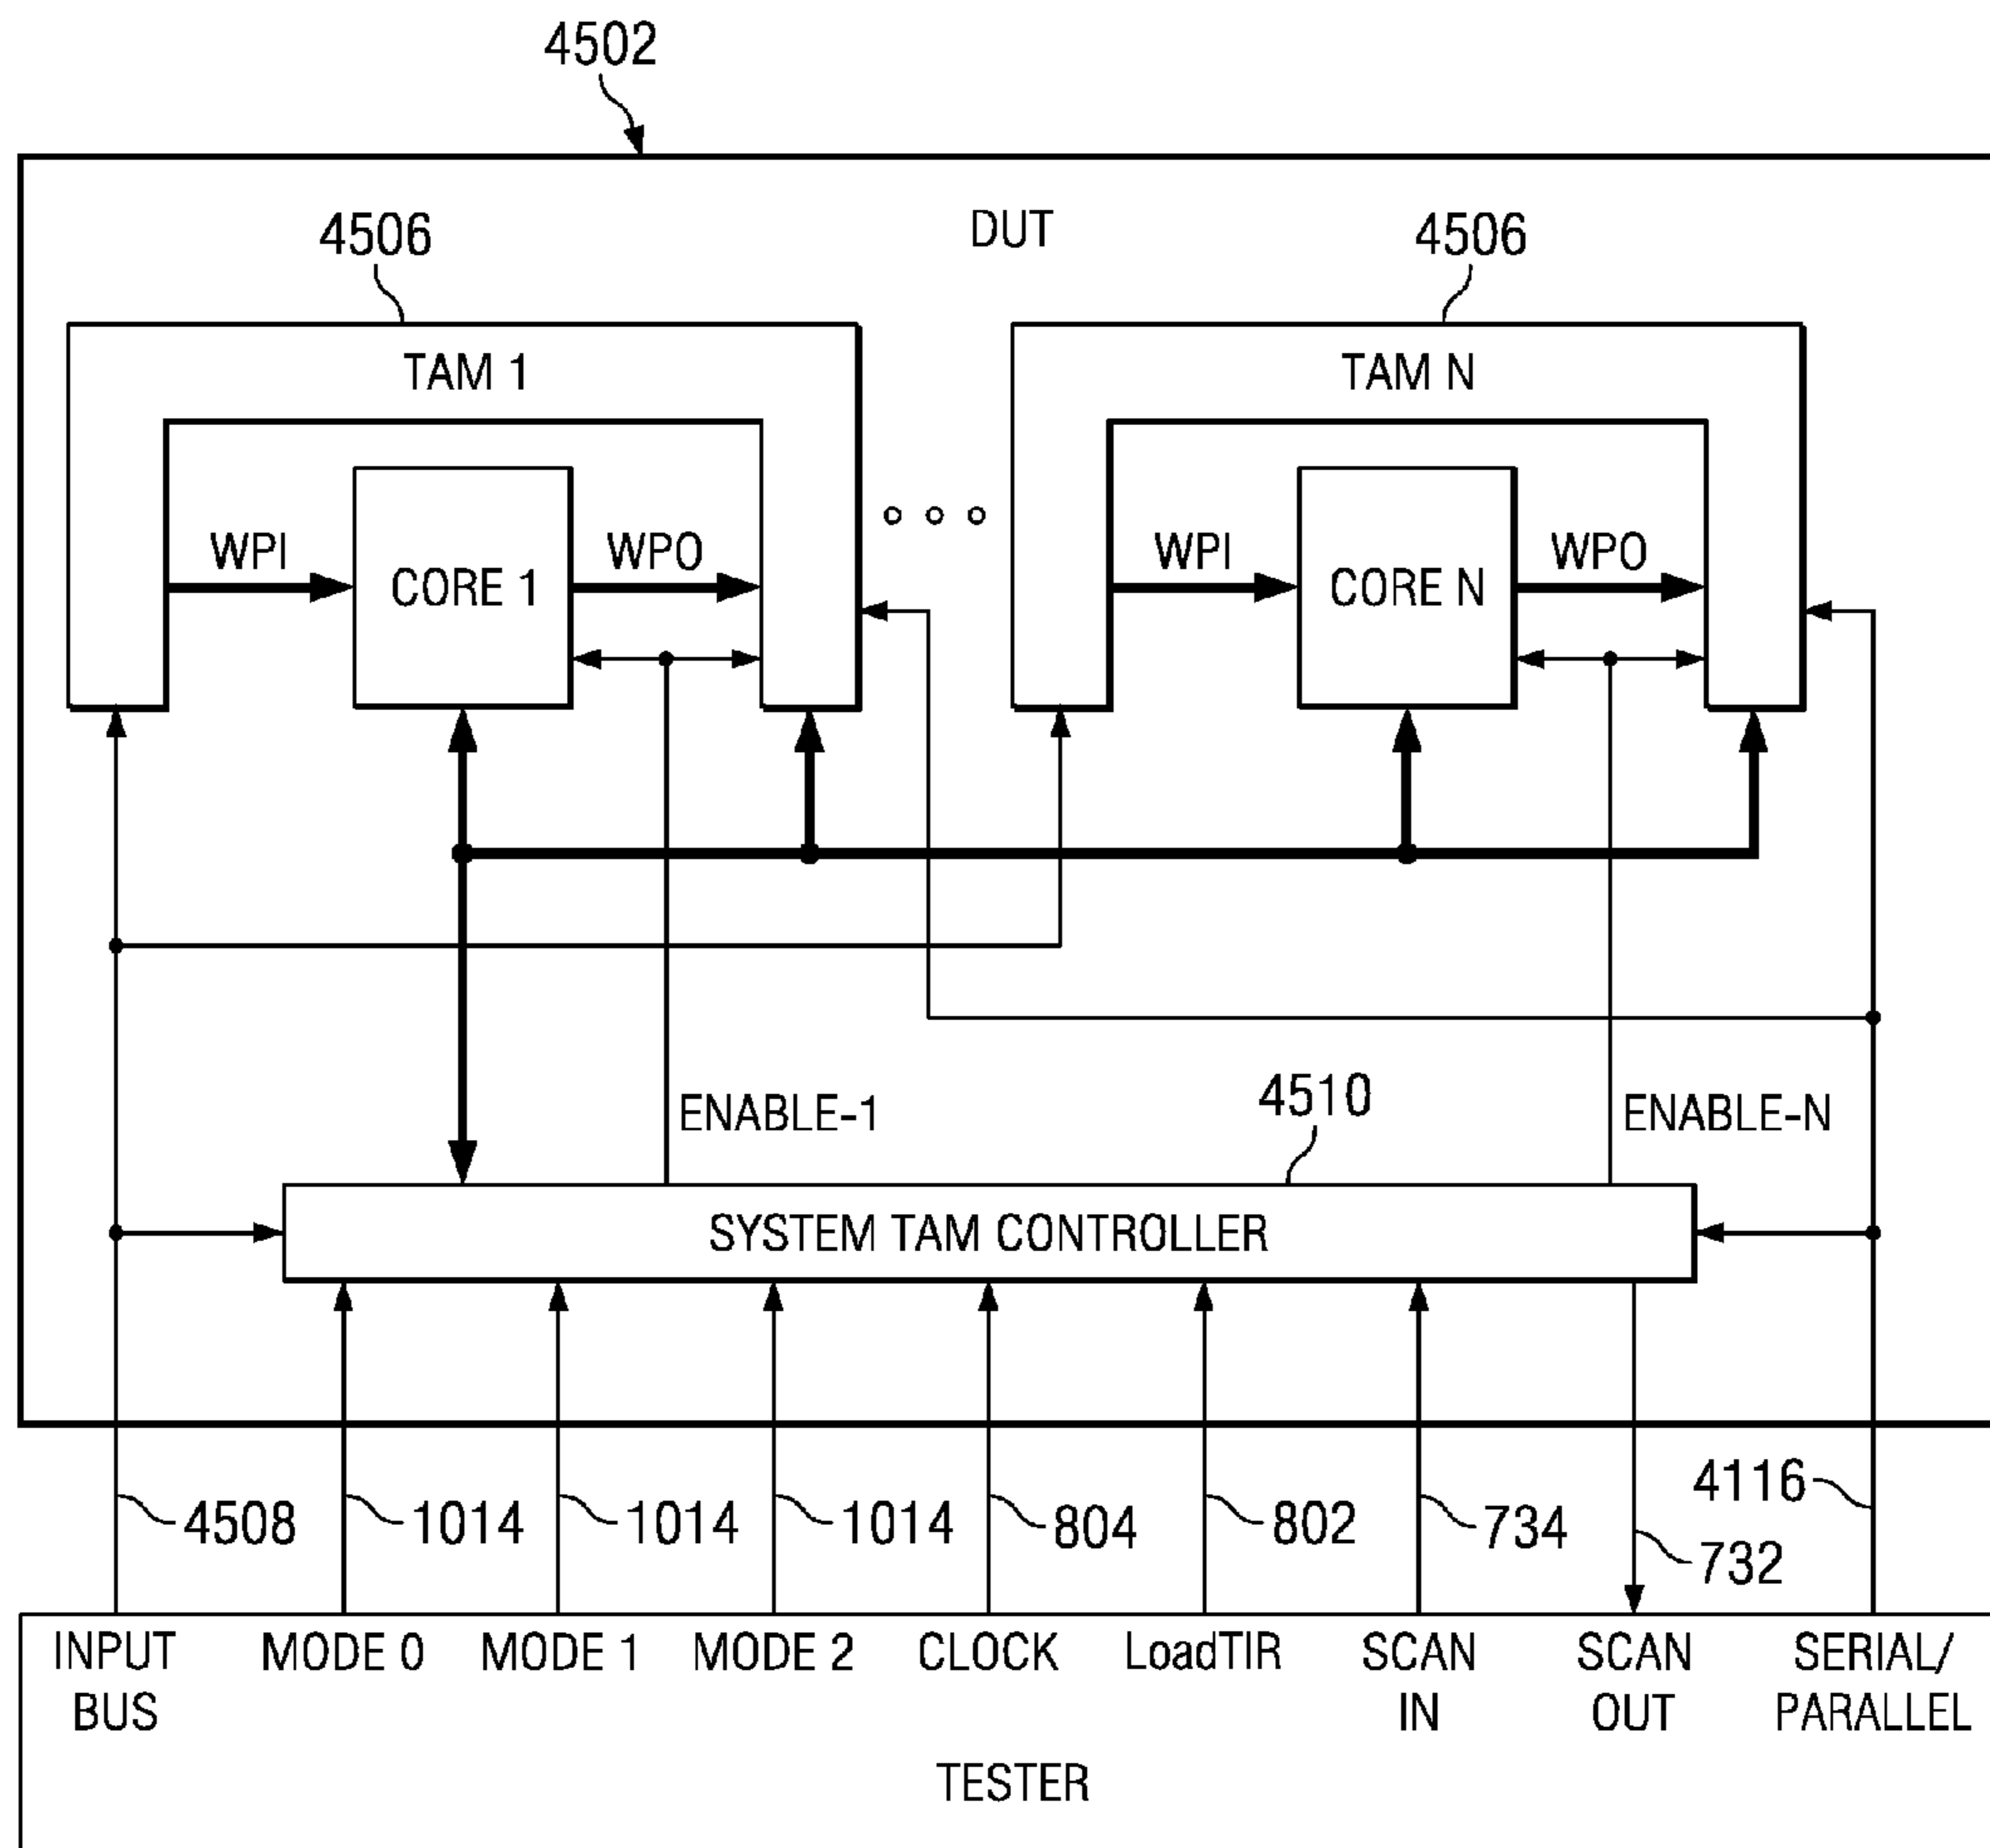 4502
DUT
4506
4506
TAM 1
TAM N
WPI
CORE 1
WPO
WPI
CORE N
WPO
ENABLE-1
4510
ENABLE-N
SYSTEM TAM CONTROLLER
4508
1014
1014
1014
804
802
734
732
4116
INPUT
BUS
MODE 0
MODE 1
MODE 2
CLOCK
LoadTIR
SCAN
IN
SCAN
OUT
SERIAL/
PARALLEL
TESTER